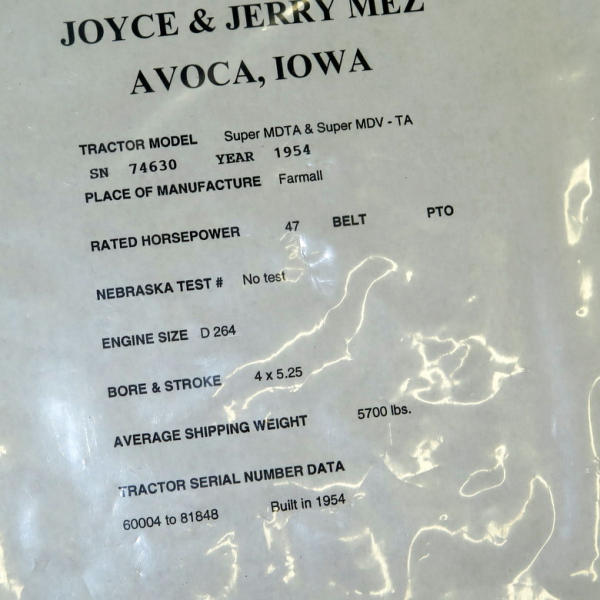 JOYCE & JERRY MEZ
AVOCA, IOWA
TRACTOR MODEL Super MDTA & Super MDV - TA
SN 74630 YEAR 1954
PLACE OF MANUFACTURE Farmall
RATED HORSEPOWER 47 BELT PTO
NEBRASKA TEST # No test
ENGINE SIZE D 264
BORE & STROKE 4 x 5.25
AVERAGE SHIPPING WEIGHT 5700 lbs.
TRACTOR SERIAL NUMBER DATA
60004 to 81848 Built in 1954